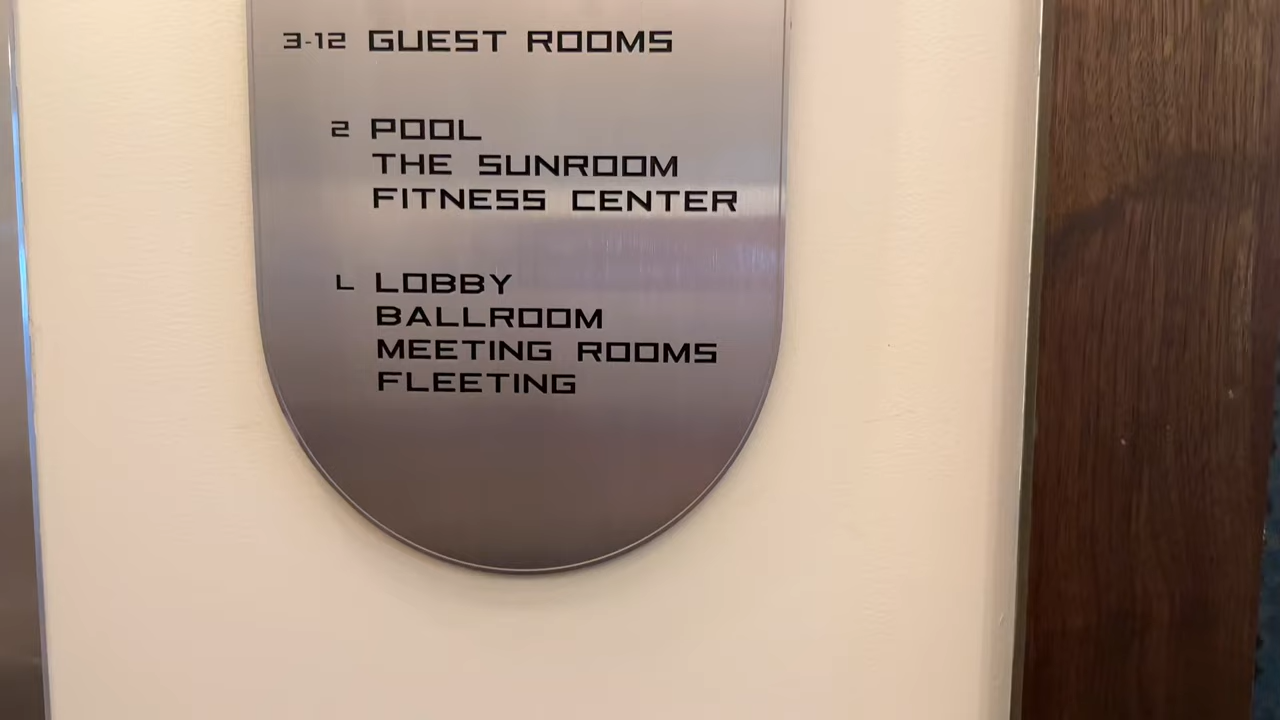 3-12 GUEST ROOMS
2 POOL
THE SUNROOM
FITNESS CENTER
L LOBBY
BALLROOM
MEETING ROOMS
FLEETING